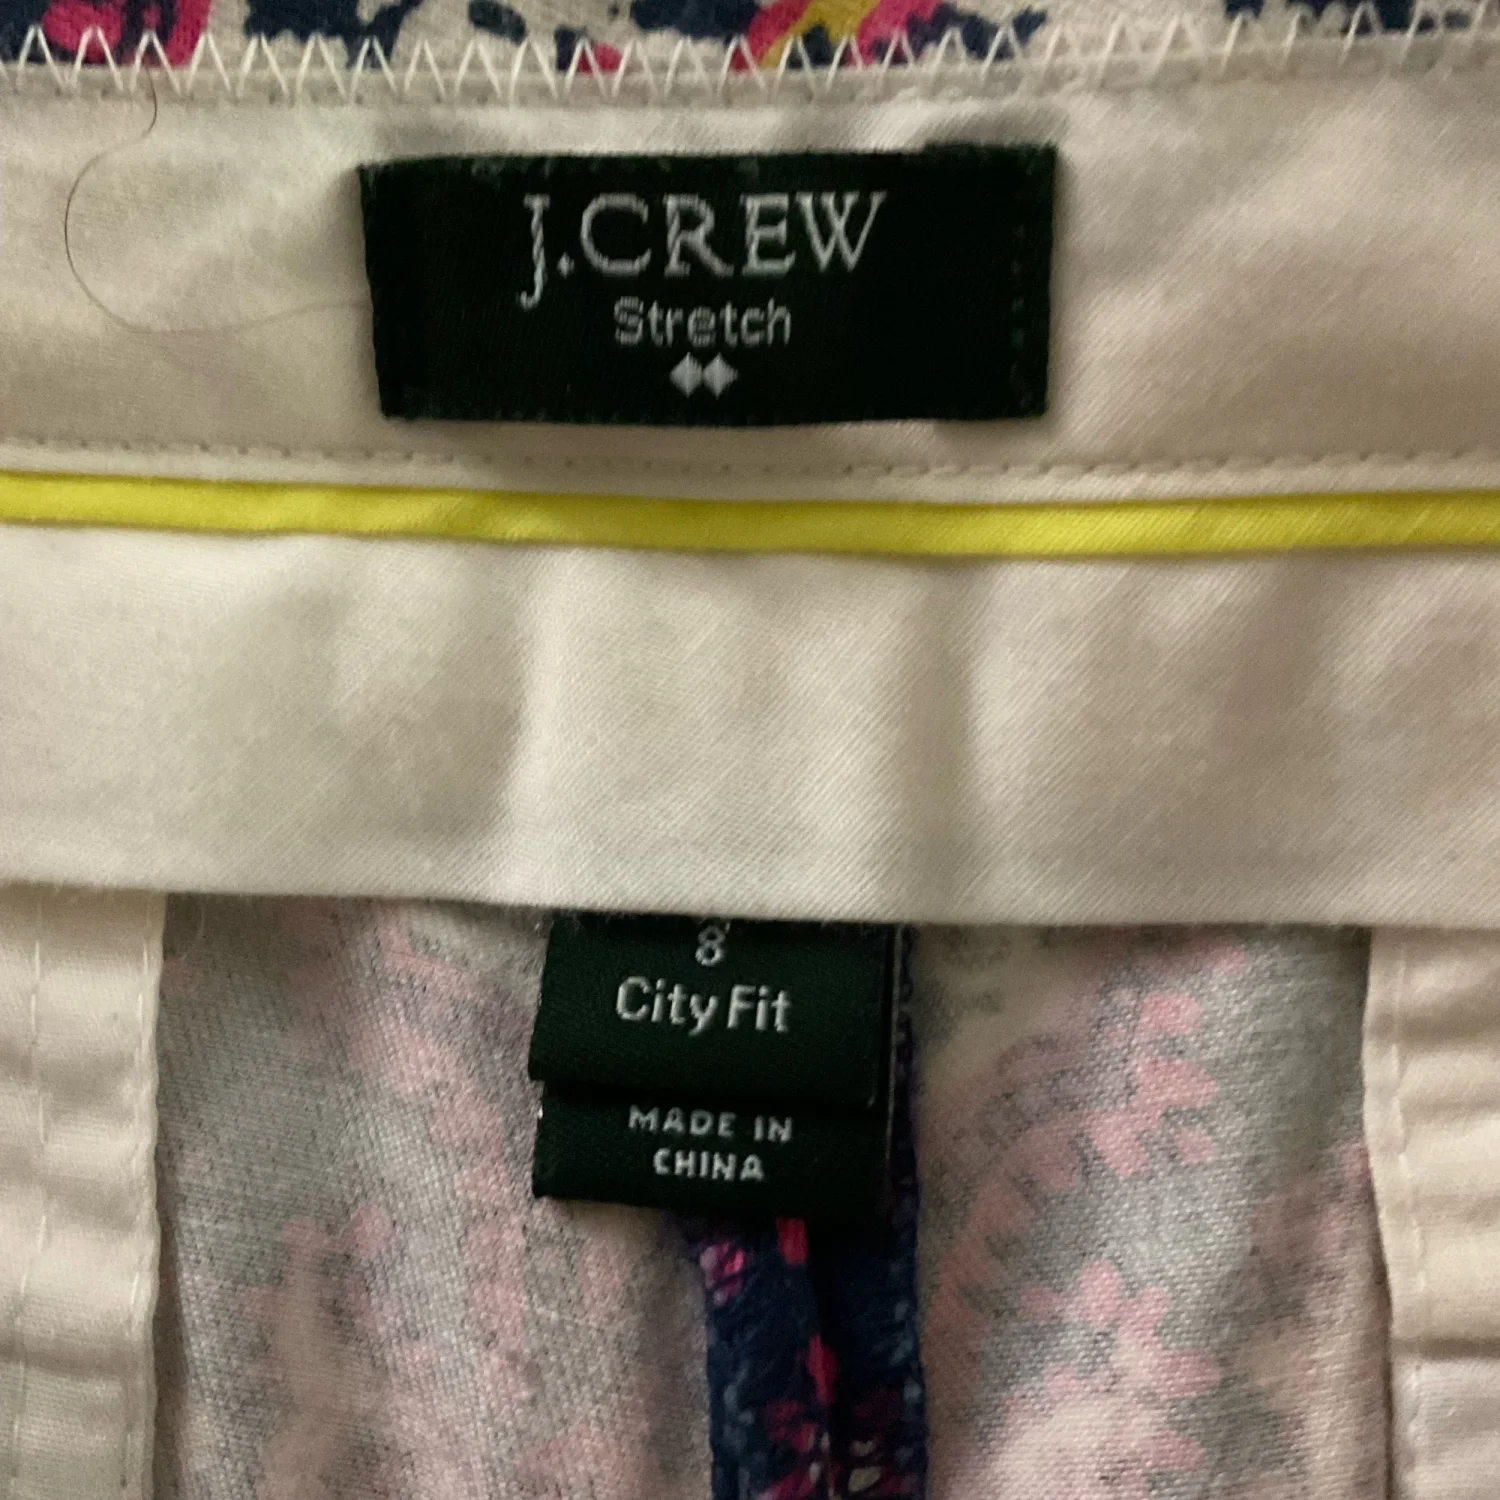 J.CREW
Stretch
8
City Fit
MADE IN
CHINA